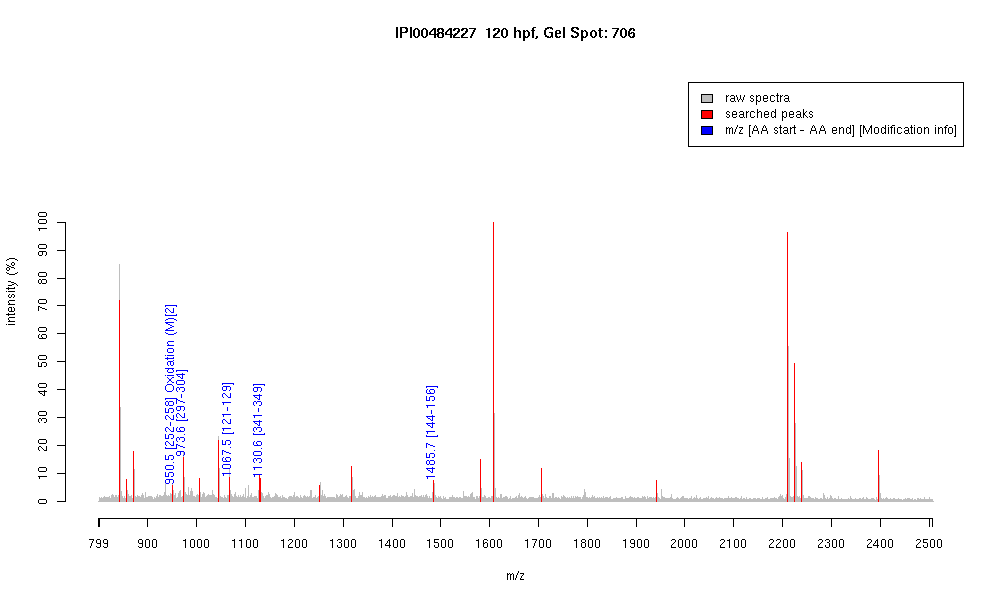 IPI00484227 120 hpf, Gel Spot: 706
raw spectra
searched peaks
m/z [AA start - AA end] [Modification info]
intensity (%)
100
90
80
70
60
50
40
30
20
10
0
950.5 [252-258] Oxidation (M)[2]
973.6 [297-304]
1067.5 [121-129]
1130.6 [341-349]
1485.7 [144-156]
799 900 1000 1100 1200 1300 1400 1500 1600 1700 1800 1900 2000 2100 2200 2300 2400 2500
m/z